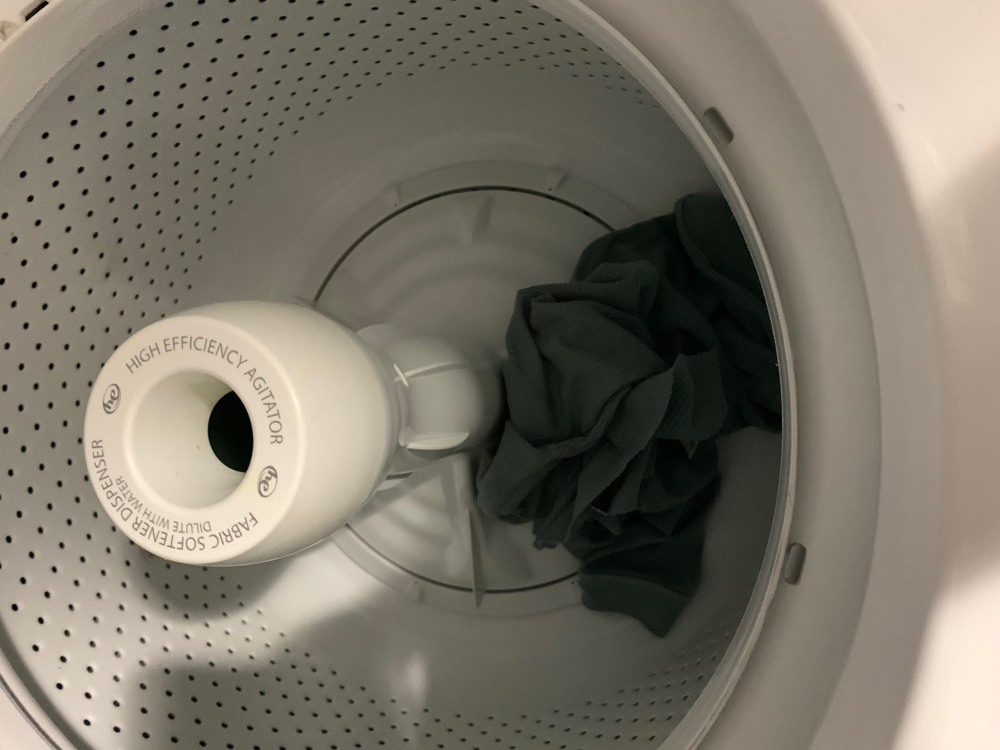 HIGH EFFICIENCY AGITATOR
he
FABRIC SOFTENER DISPENSER
DILUTE WITH WATER
he